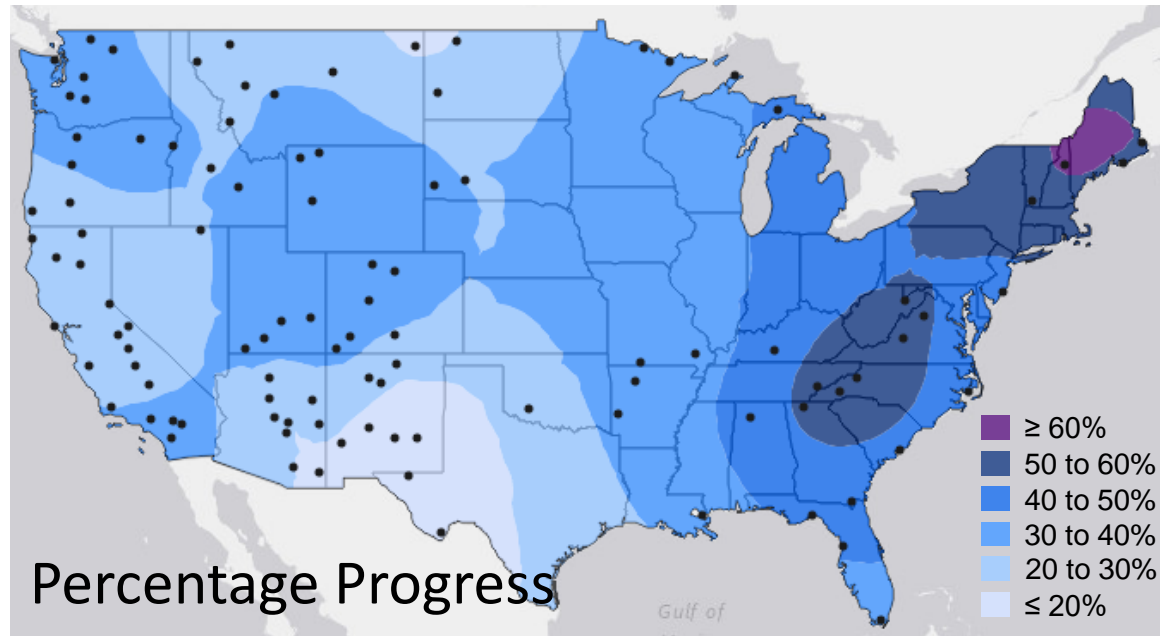 ≥ 60%
50 to 60%
40 to 50%
30 to 40%
20 to 30%
≤ 20%
Percentage Progress
Gulf of